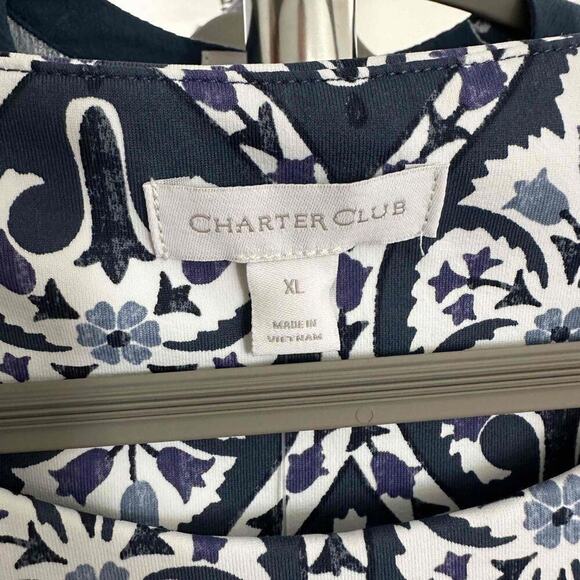 CHARTER CLUB
XL
MADE IN
VIETNAM